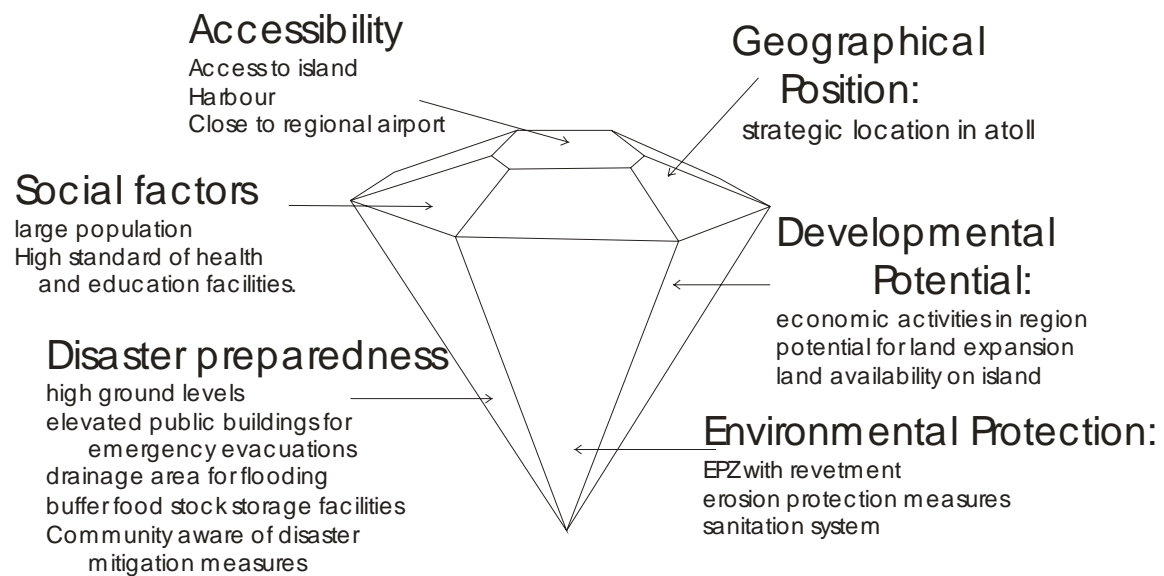 Accessibility
Access to island
Harbour
Close to regional airport
Geographical
Position:
strategic location in atoll
Social factors
large population
High standard of health
and education facilities.
Developmental
Potential:
economic activities in region
potential for land expansion
land availability on island
Disaster preparedness
high ground levels
elevated public buildings for
emergency evacuations
drainage area for flooding
buffer food stock storage facilities
Community aware of disaster
mitigation measures
Environmental Protection:
EPZ with revetment
erosion protection measures
sanitation system